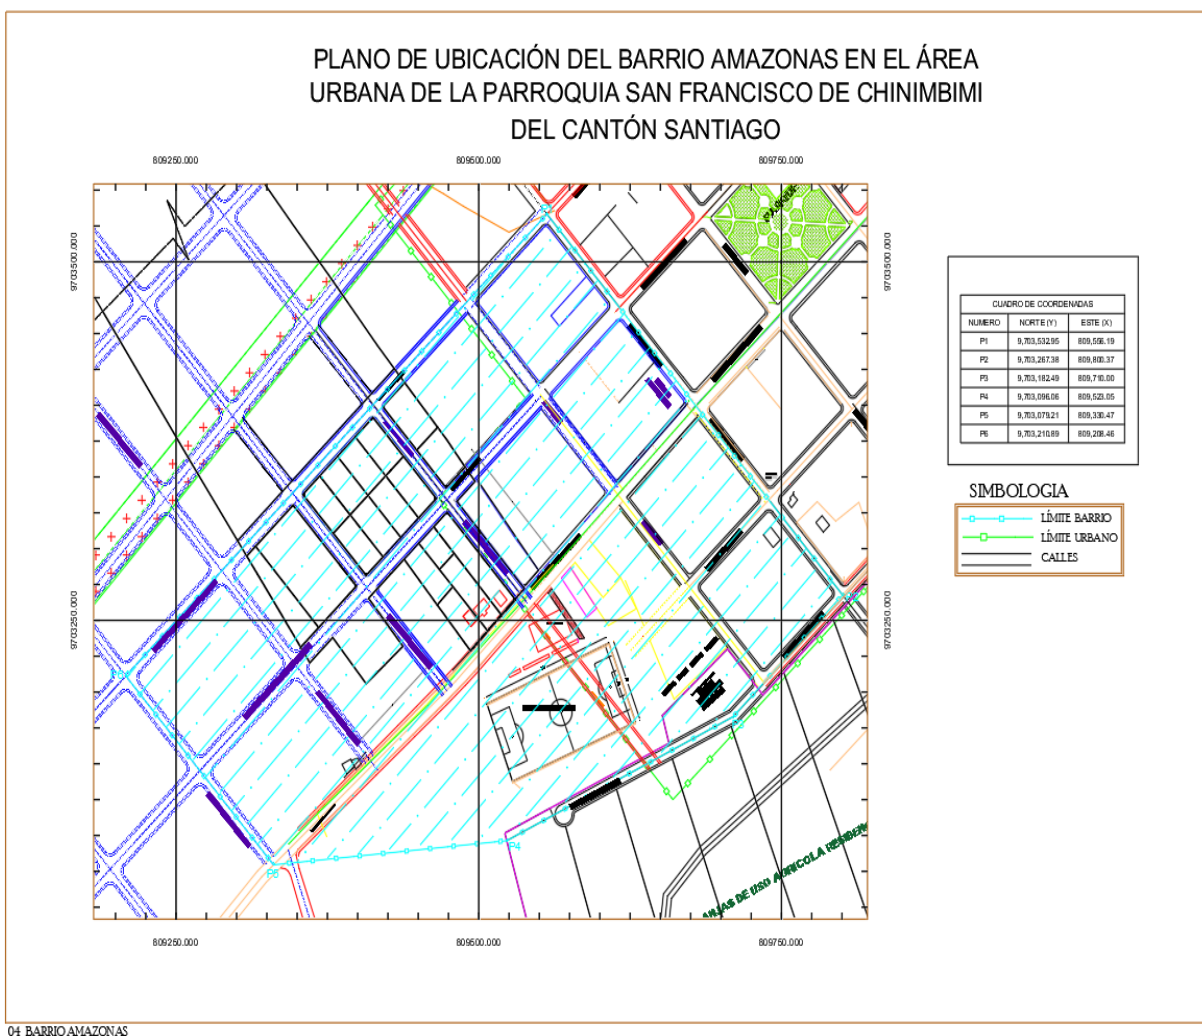 PLANO DE UBICACIÓN DEL BARRIO AMAZONAS EN EL ÁREA
URBANA DE LA PARROQUIA SAN FRANCISCO DE CHINIMBIMI
DEL CANTÓN SANTIAGO
809250.000 809500.000 809750.000
9703500.000 9703500.000
9703250.000 9703250.000
P4
P5
809250.000 809500.000 809750.000
CUADRO DE COORDENADAS
NUMERO NORTE (Y) ESTE (X)
P1 9,703,532.95 809,556.19
P2 9,703,267.38 809,800.37
P3 9,703,182.49 809,710.00
P4 9,703,096.06 809,523.05
P5 9,703,079.21 809,330.47
P6 9,703,210.89 809,208.46
SIMBOLOGIA
LÍMITE BARRIO
LÍMITE URBANO
CALLES
DE USO AGRICOLA
04 BARRIO AMAZONAS